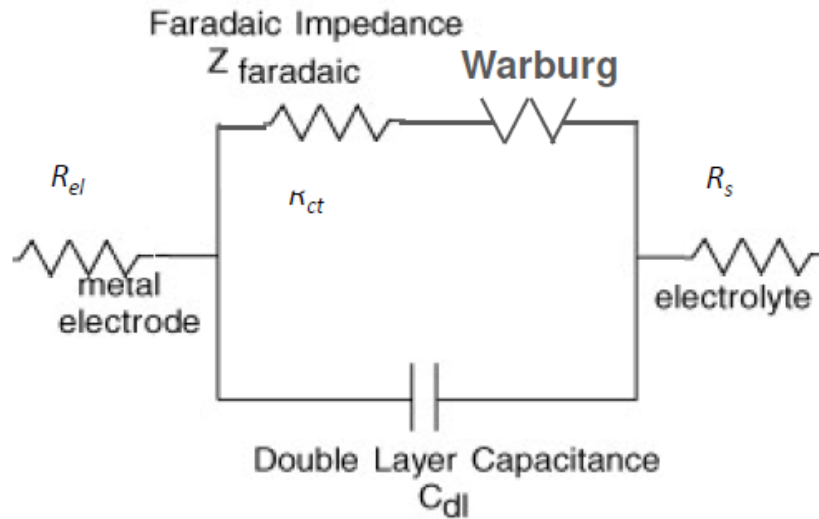 Faradaic Impedance
Z faradaic
Warburg
R_el
R_s
R_ct
metal
electrode
electrolyte
Double Layer Capacitance
C_dl